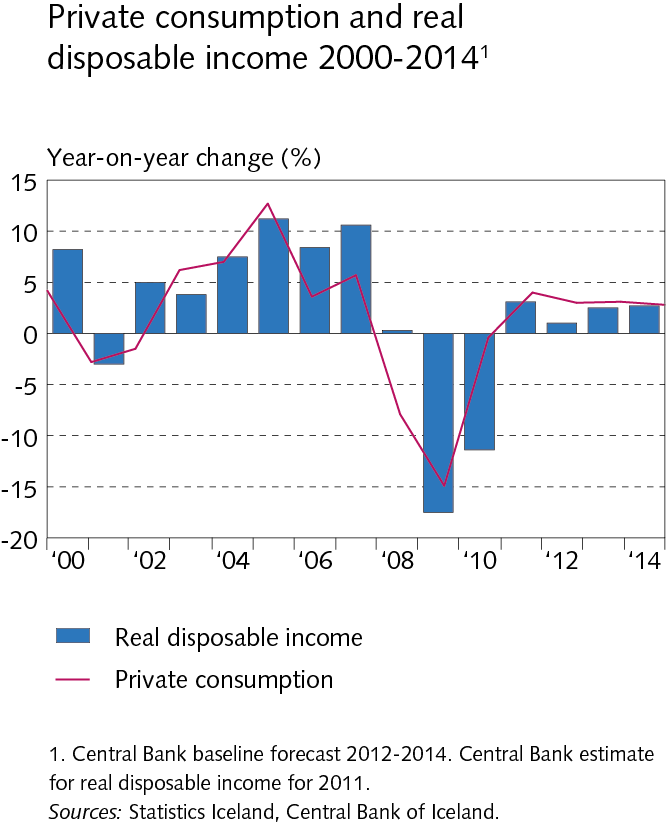 Private consumption and real
disposable income 2000-2014¹
Year-on-year change (%)
15
10
5
0
-5
-10
-15
-20
‘00 ‘02 ‘04 ‘06 ‘08 ‘10 ‘12 ‘14
Real disposable income
Private consumption
1. Central Bank baseline forecast 2012-2014. Central Bank estimate
for real disposable income for 2011.
Sources: Statistics Iceland, Central Bank of Iceland.